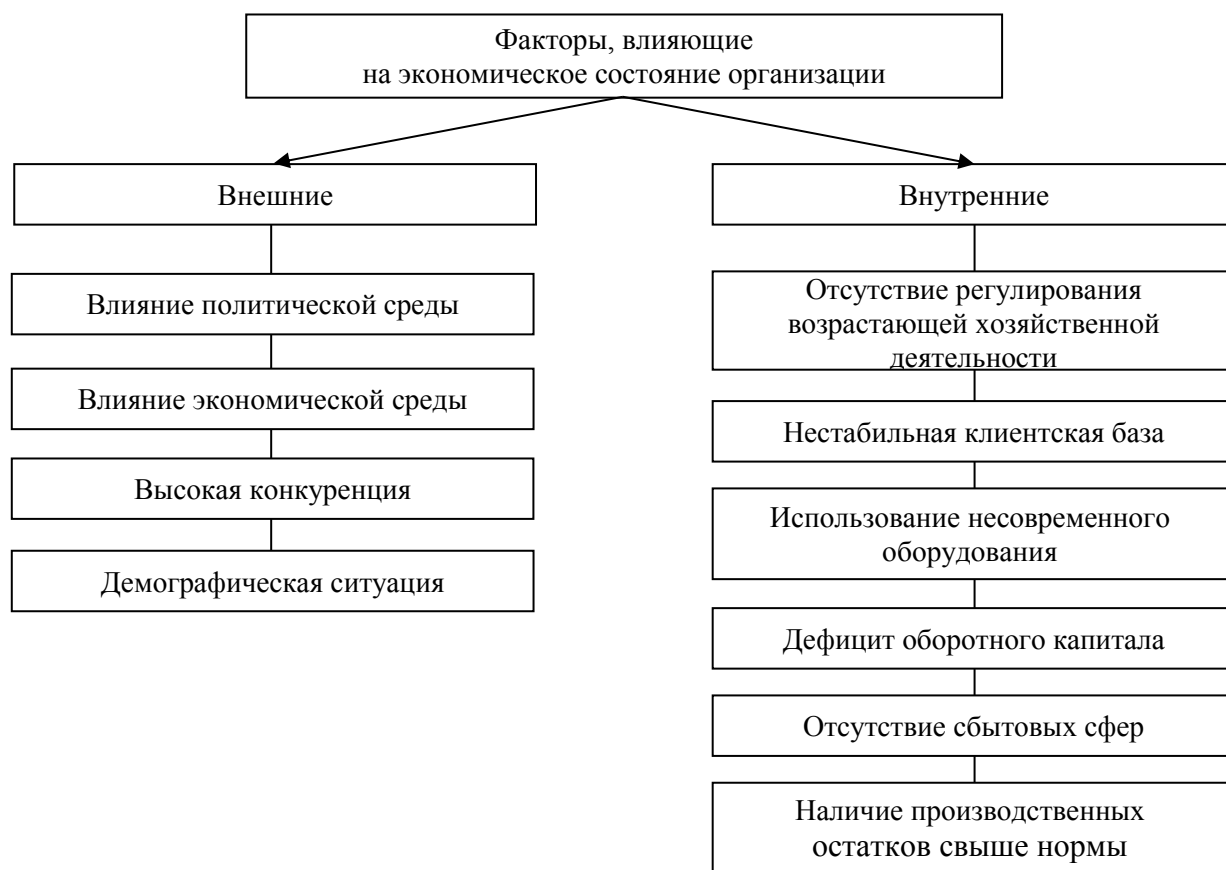 Факторы, влияющие
на экономическое состояние организации
Внешние
Влияние политической среды
Влияние экономической среды
Высокая конкуренция
Демографическая ситуация
Внутренние
Отсутствие регулирования
возрастающей хозяйственной
деятельности
Нестабильная клиентская база
Использование несовременного
оборудования
Дефицит оборотного капитала
Отсутствие сбытовых сфер
Наличие производственных
остатков свыше нормы